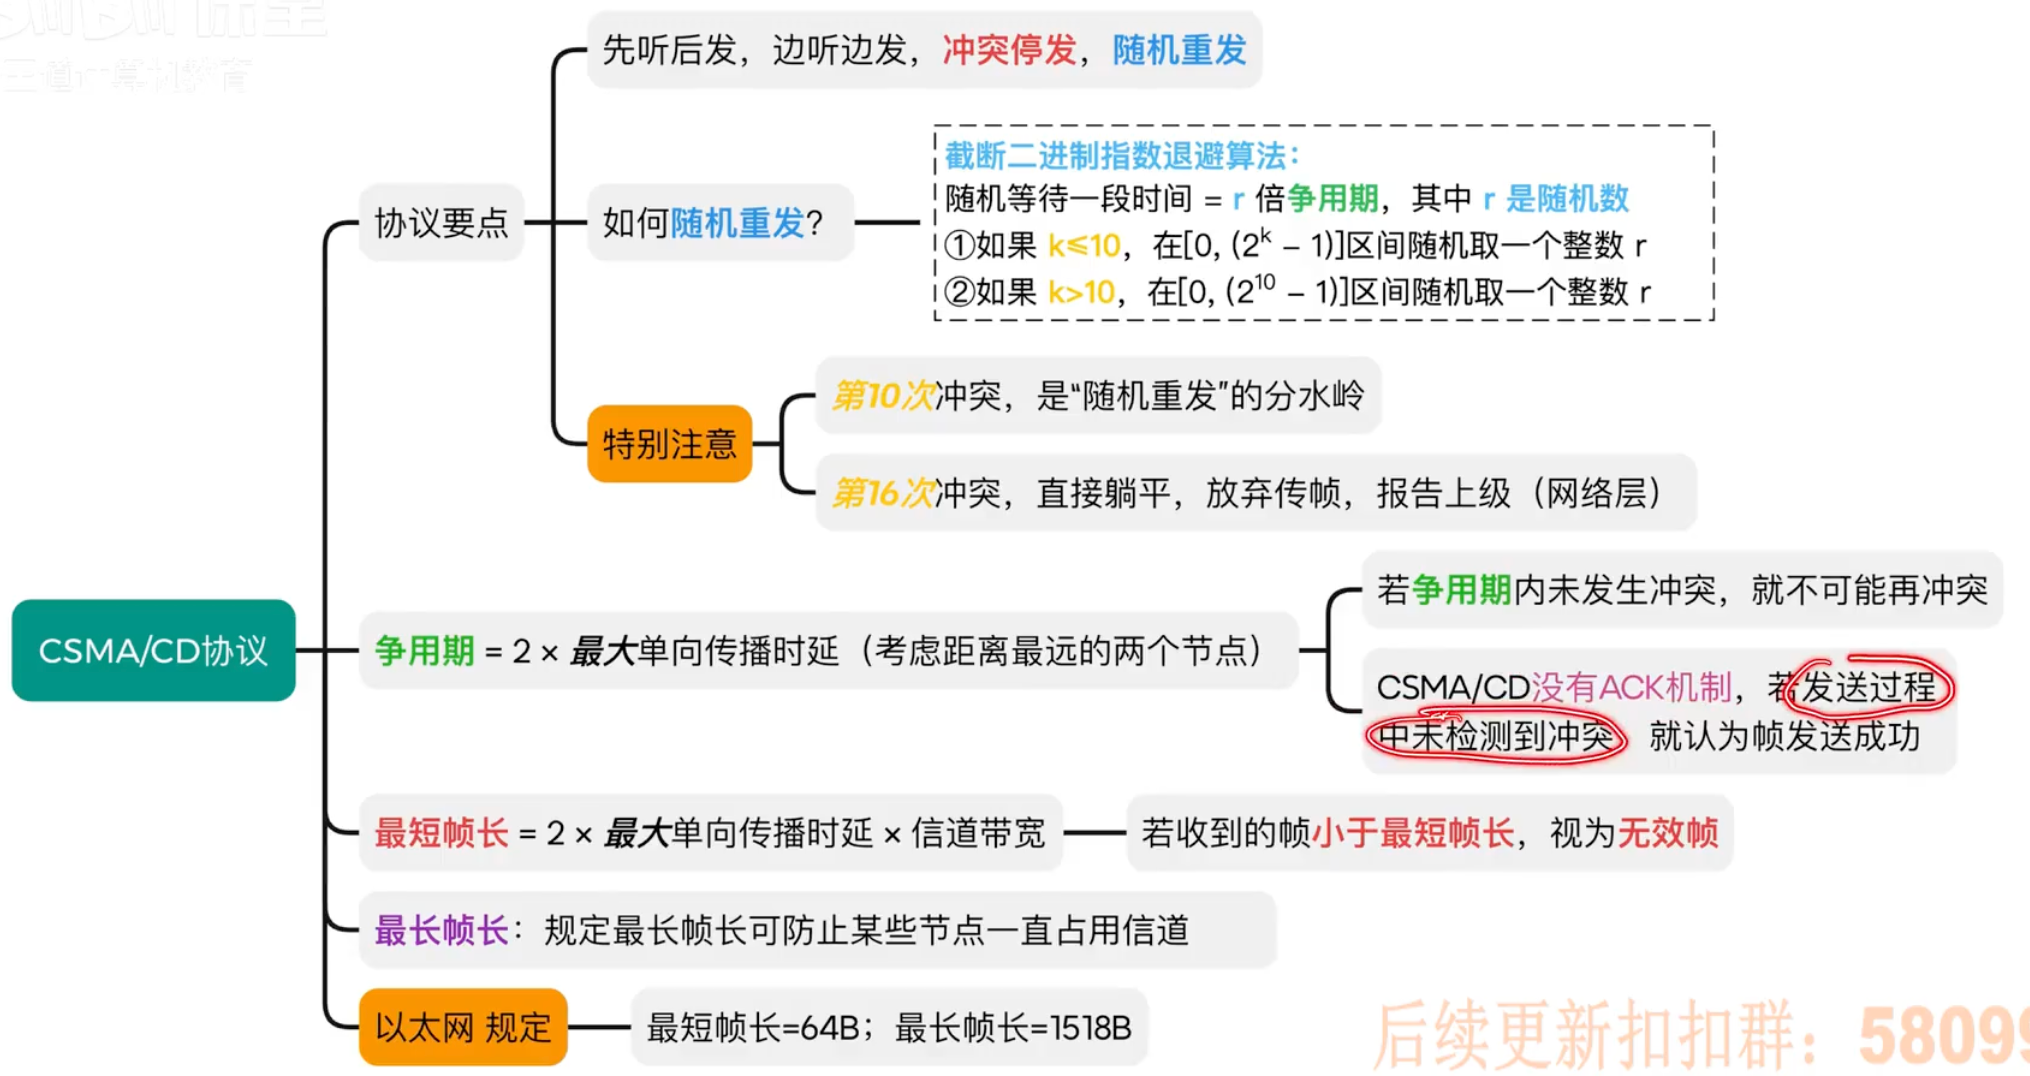 王道计算机教育
先听后发，边听边发，冲突停发，随机重发
截断二进制指数退避算法：
随机等待一段时间 = r 倍争用期，其中 r 是随机数
①如果 k≤10，在[0, (2^k − 1)]区间随机取一个整数 r
②如果 k>10，在[0, (2^10 − 1)]区间随机取一个整数 r
协议要点
如何随机重发？
第10次冲突，是“随机重发”的分水岭
特别注意
第16次冲突，直接躺平，放弃传帧，报告上级（网络层）
CSMA/CD协议
争用期 = 2 × 最大单向传播时延（考虑距离最远的两个节点）
若争用期内未发生冲突，就不可能再冲突
CSMA/CD没有ACK机制，若发送过程
中未检测到冲突 就认为帧发送成功
最短帧长 = 2 × 最大单向传播时延 × 信道带宽
若收到的帧小于最短帧长，视为无效帧
最长帧长：规定最长帧长可防止某些节点一直占用信道
以太网 规定
最短帧长=64B；最长帧长=1518B
后续更新扣扣群：58099